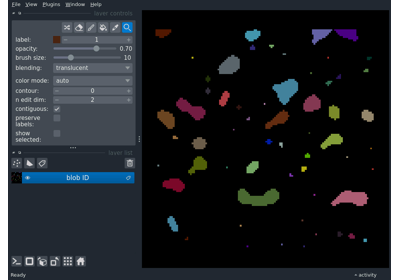 File View Plugins Window Help
layer controls
label: 1
opacity: 0.70
brush size: 10
blending: translucent
color mode: auto
contour: 0
n edit dim: 2
contiguous:
preserve
labels:
show
selected:
layer list
blob ID
Ready activity